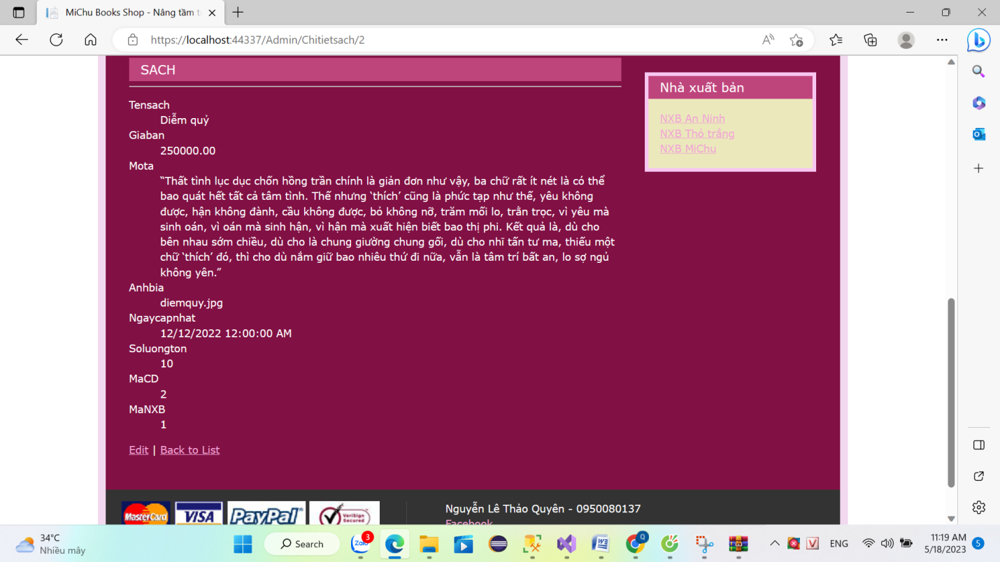 MiChu Books Shop - Nâng tầm t
https://localhost:44337/Admin/Chitietsach/2
SACH
Tensach
Diễm quỷ
Giaban
250000.00
Mota
“Thất tình lục dục chốn hồng trần chính là giản đơn như vậy, ba chữ rất ít nét là có thể
bao quát hết tất cả tâm tình. Thế nhưng ‘thích’ cũng là phức tạp như thế, yêu không
được, hận không đành, cầu không được, bỏ không nỡ, trăm mối lo, trằn trọc, vì yêu mà
sinh oán, vì oán mà sinh hận, vì hận mà xuất hiện biết bao thị phi. Kết quả là, dù cho
bên nhau sớm chiều, dù cho là chung giường chung gối, dù cho nhĩ tấn tư ma, thiếu một
chữ ‘thích’ đó, thì cho dù nắm giữ bao nhiêu thứ đi nữa, vẫn là tâm trí bất an, lo sợ ngủ
không yên.”
Anhbia
diemquy.jpg
Ngaycapnhat
12/12/2022 12:00:00 AM
Soluongton
10
MaCD
2
MaNXB
1
Edit | Back to List
Nhà xuất bản
NXB An Ninh
NXB Thỏ trắng
NXB MiChu
MasterCard
VISA
PayPal
VeriSign
Secured
Nguyễn Lê Thảo Quyên - 0950080137
Facebook
34°C
Nhiều mây
Search
Zalo
3
Q
V
ENG
11:19 AM
5/18/2023
5